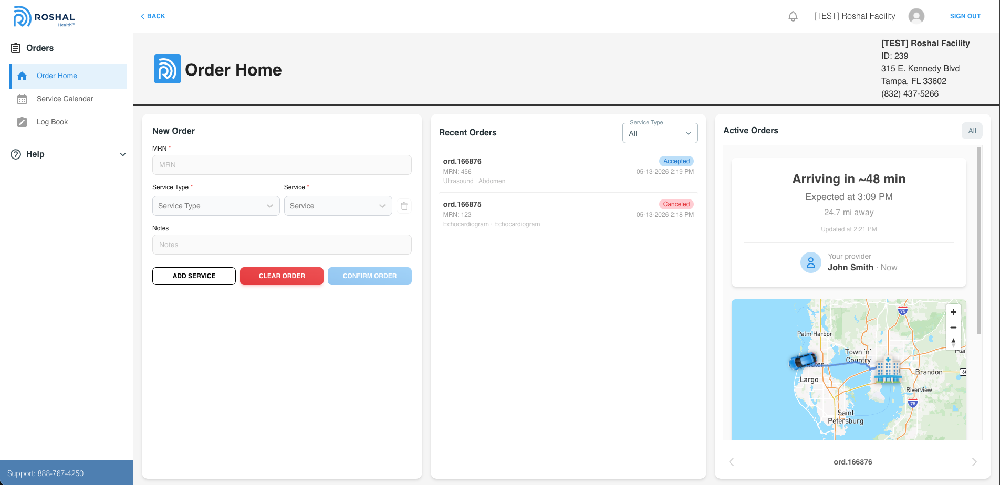 ROSHAL
Health™
BACK
[TEST] Roshal Facility
SIGN OUT
Orders
Order Home
Service Calendar
Log Book
Help
Support: 888-767-4250
Order Home
[TEST] Roshal Facility
ID: 239
315 E. Kennedy Blvd
Tampa, FL 33602
(832) 437-5266
New Order
MRN *
MRN
Service Type *
Service *
Service Type
Service
Notes
Notes
ADD SERVICE
CLEAR ORDER
CONFIRM ORDER
Recent Orders
Service Type
All
ord.166876
Accepted
MRN: 456
05-13-2026 2:19 PM
Ultrasound · Abdomen
ord.166875
Canceled
MRN: 123
05-13-2026 2:18 PM
Echocardiogram · Echocardiogram
Active Orders
All
Arriving in ~48 min
Expected at 3:09 PM
24.7 mi away
Updated at 2:21 PM
Your provider
John Smith · Now
75
Palm Harbor
Town 'n'
Country
Largo
Brandon
60
Riverview
75
Saint
Petersburg
ord.166876